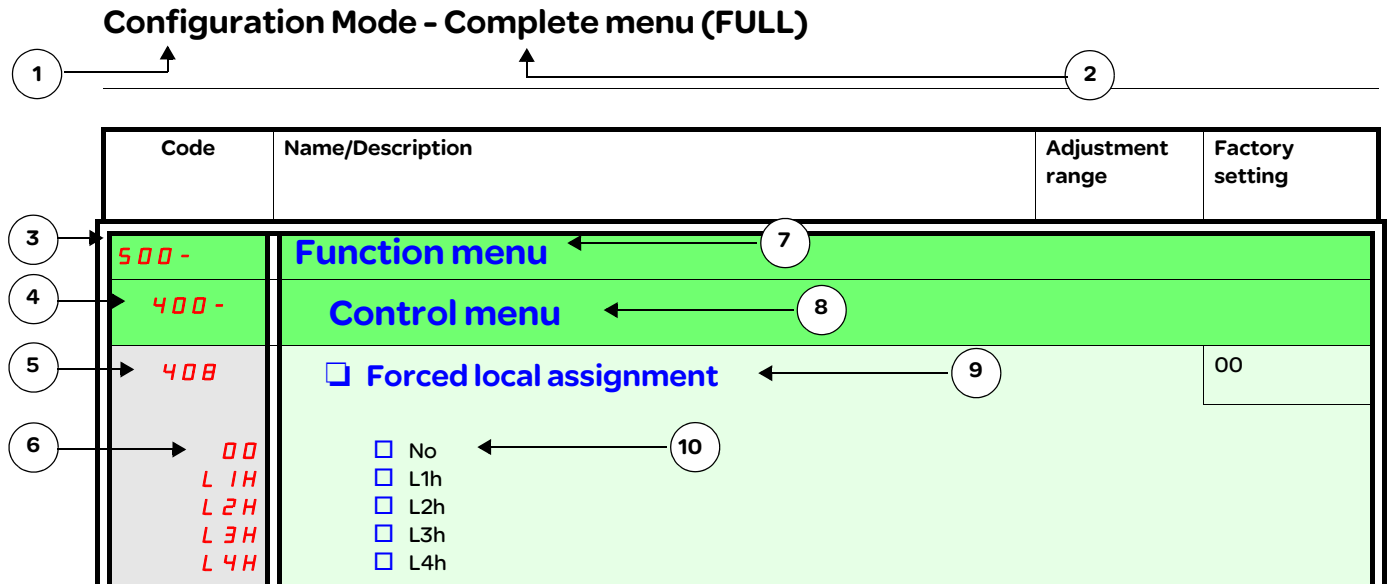 Configuration Mode - Complete menu (FULL)
1
2
Code Name/Description Adjustment range Factory setting
3 500- Function menu 7
4 400- Control menu 8
5 408 ❏ Forced local assignment 9 00
6 00 □ No 10
L1H □ L1h
L2H □ L2h
L3H □ L3h
L4H □ L4h